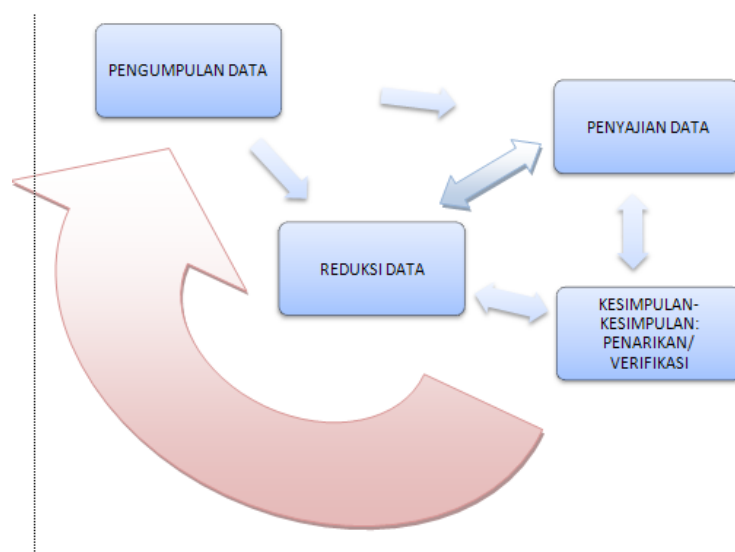 PENGUMPULAN DATA
PENYAJIAN DATA
REDUKSI DATA
KESIMPULAN-
KESIMPULAN:
PENARIKAN/
VERIFIKASI